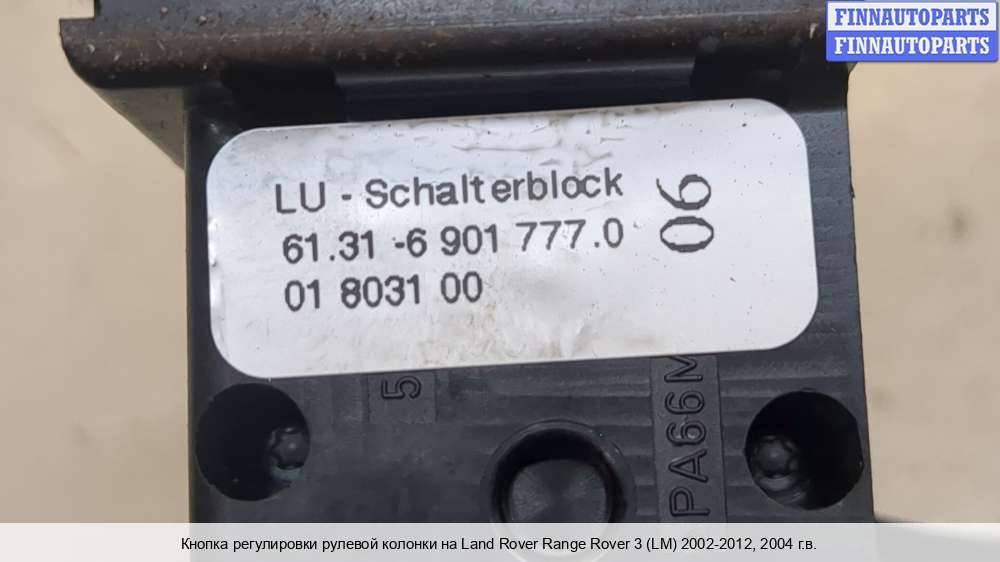 FINNAUTOPARTS
FINNAUTOPARTS
LU - Schalterblock
61.31 -6 901 777.0
01 8031 00
06
5
PA66M
Кнопка регулировки рулевой колонки на Land Rover Range Rover 3 (LM) 2002-2012, 2004 г.в.